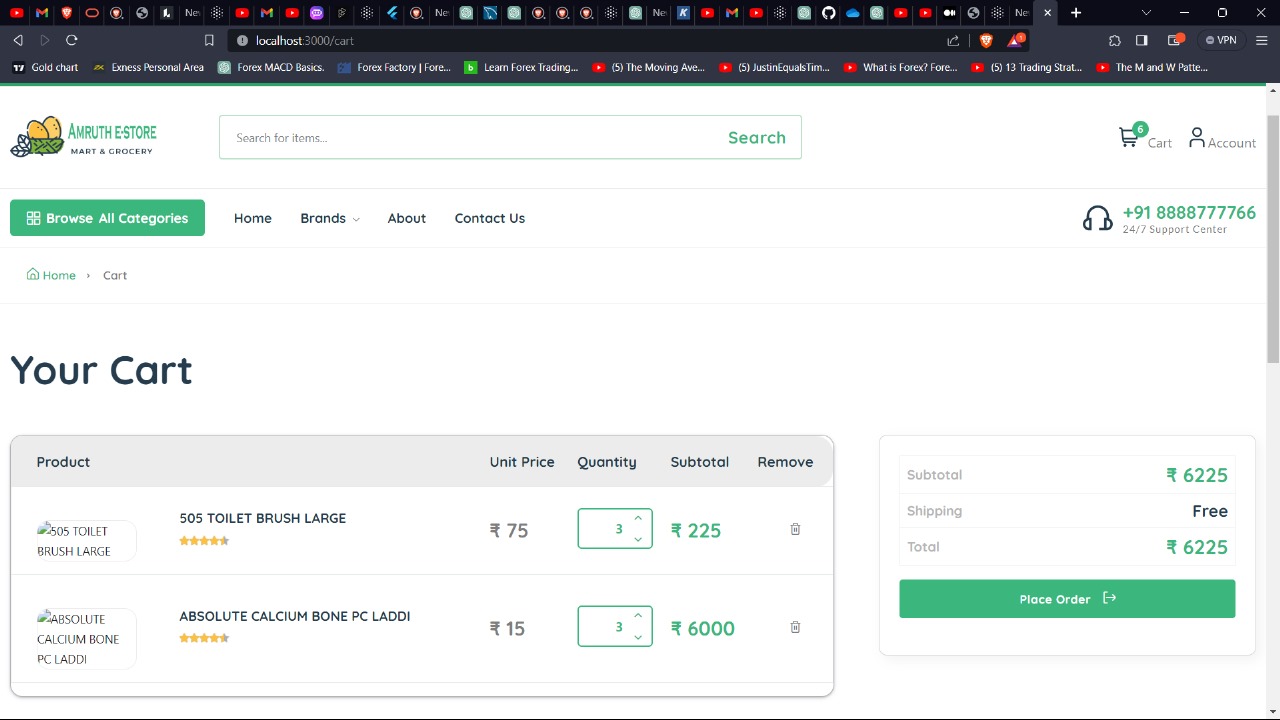 Ne
Ne
Ne
Ne
localhost:3000/cart
1
VPN
Gold chart
Exness Personal Area
Forex MACD Basics.
Forex Factory | Fore...
Learn Forex Trading...
(5) The Moving Ave...
(5) JustinEqualsTim...
What is Forex? Fore...
(5) 13 Trading Strat...
The M and W Patte...
AMRUTH E-STORE
MART & GROCERY
Search for items...
Search
6
Cart
Account
Browse All Categories
Home
Brands
About
Contact Us
+91 8888777766
24/7 Support Center
Home
Cart
Your Cart
Product
Unit Price
Quantity
Subtotal
Remove
505 TOILET
BRUSH LARGE
505 TOILET BRUSH LARGE
₹ 75
3
₹ 225
ABSOLUTE
CALCIUM BONE
PC LADDI
ABSOLUTE CALCIUM BONE PC LADDI
₹ 15
3
₹ 6000
Subtotal
₹ 6225
Shipping
Free
Total
₹ 6225
Place Order